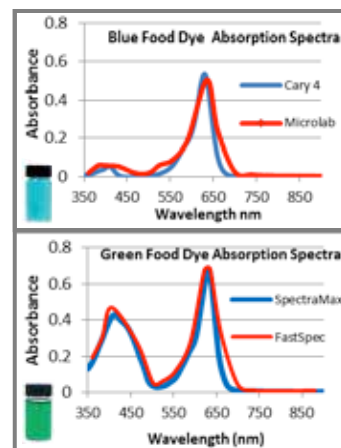 Blue Food Dye Absorption Spectra
0.8
0.6
0.4
0.2
0
Absorbance
Cary 4
Microlab
350 450 550 650 750 850
Wavelength nm
Green Food Dye Absorption Spectra
0.8
0.6
0.4
0.2
0
Absorbance
SpectraMax
FastSpec
350 450 550 650 750 850
Wavelength (nm)